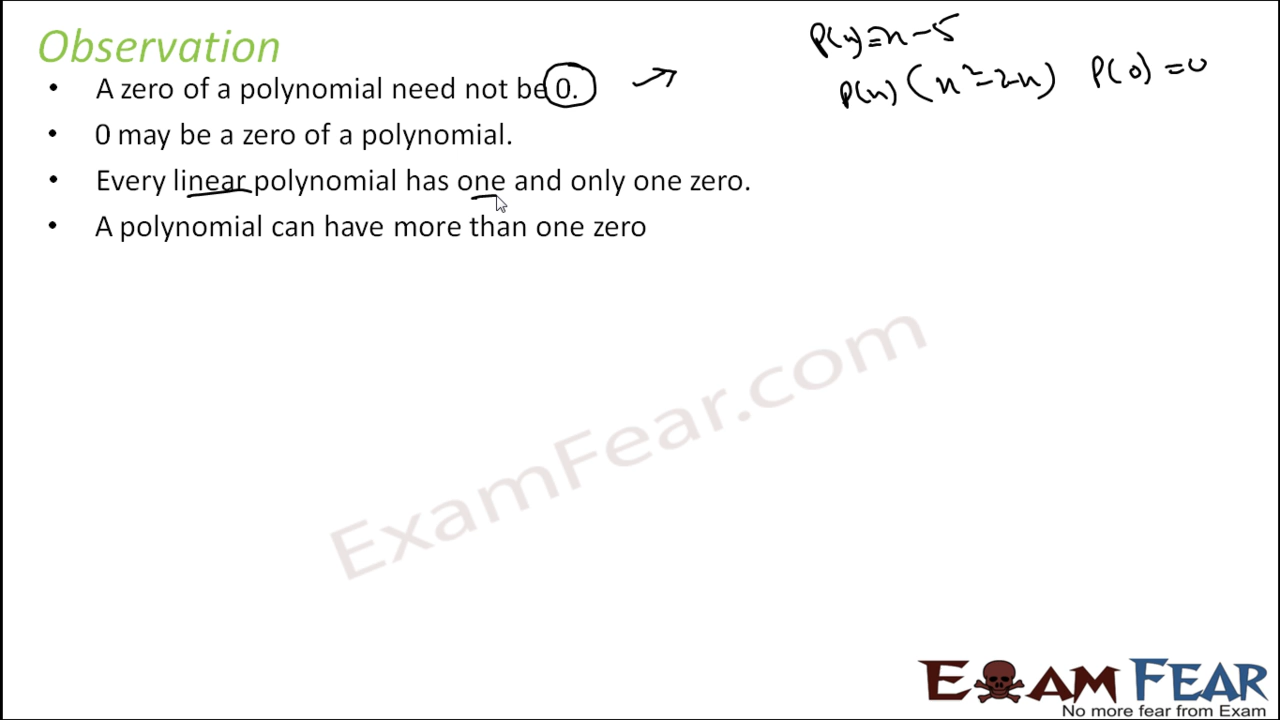 Observation
P(x) = x - 5
• A zero of a polynomial need not be 0.
P(x) (x² - 2x) P(0) = 0
• 0 may be a zero of a polynomial.
• Every linear polynomial has one and only one zero.
• A polynomial can have more than one zero
ExamFear.com
EXAM FEAR
No more fear from Exam